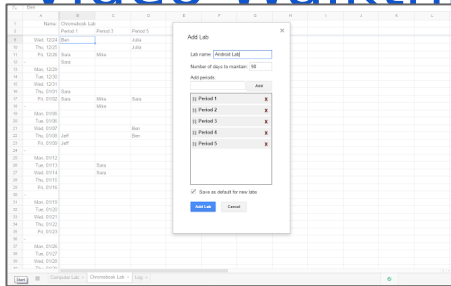 Video Walkth
Ben
A B C D E F G H I J K L
Name Chromebook Lab
Period 1 Period 3 Period 5
Wed, 12/24 Ben Julia
Thu, 12/25 Julia
Fri, 12/26 Sara Mike
Sara
Mon, 12/29
Tue, 12/30
Wed, 12/31
Thu, 01/01 Sara
Fri, 01/02 Sara Mike Sara
Mike
Mon, 01/05
Tue, 01/06
Wed, 01/07 Ben
Thu, 01/08 Jeff Ben
Fri, 01/09 Jeff
Mon, 01/12
Tue, 01/13 Sara
Wed, 01/14 Sara
Thu, 01/15
Fri, 01/16
Mon, 01/19
Tue, 01/20
Wed, 01/21
Thu, 01/22
Fri, 01/23
Mon, 01/26
Tue, 01/27
Wed, 01/28
Add Lab
Lab name: Android Lab
Number of days to maintain: 90
Add periods:
Add
Period 1 x
Period 2 x
Period 3 x
Period 4 x
Period 5 x
Save as default for new labs
Add Lab Cancel
Start Computer Lab Chromebook Lab Log